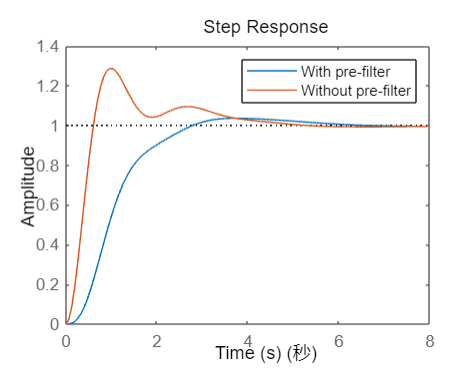 Step Response
1.4
1.2
1
0.8
0.6
0.4
0.2
0
Amplitude
With pre-filter
Without pre-filter
0 2 4 6 8
Time (s) (秒)